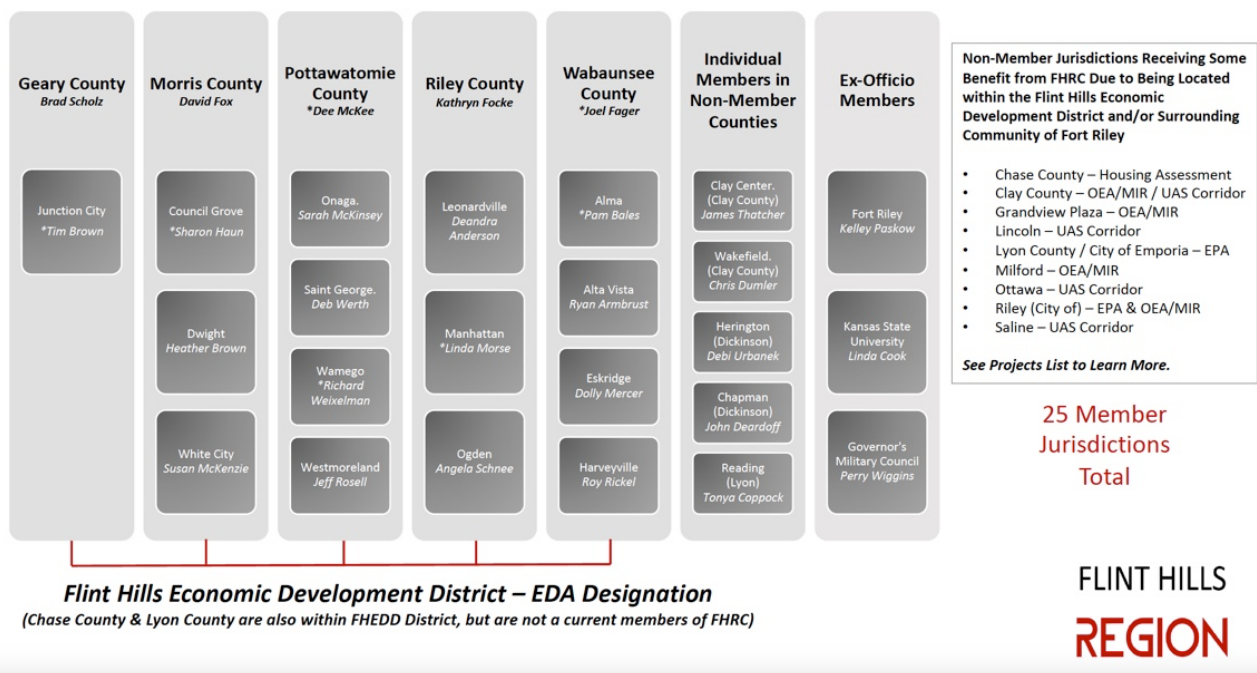 Geary County
Brad Scholz
Junction City
*Tim Brown
Morris County
David Fox
Council Grove
*Sharon Haun
Dwight
Heather Brown
White City
Susan McKenzie
Pottawatomie
County
*Dee McKee
Onaga.
Sarah McKinsey
Saint George.
Deb Werth
Wamego
*Richard
Weixelman
Westmoreland
Jeff Rosell
Riley County
Kathryn Focke
Leonardville
Deandra
Anderson
Manhattan
*Linda Morse
Ogden
Angela Schnee
Wabaunsee
County
*Joel Fager
Alma
*Pam Bales
Alta Vista
Ryan Armbrust
Eskridge
Dolly Mercer
Harveyville
Roy Rickel
Individual
Members in
Non-Member
Counties
Clay Center.
(Clay County)
James Thatcher
Wakefield.
(Clay County)
Chris Dumler
Herington
(Dickinson)
Debi Urbanek
Chapman
(Dickinson)
John Deardoff
Reading
(Lyon)
Tonya Coppock
Ex-Officio
Members
Fort Riley
Kelley Paskow
Kansas State
University
Linda Cook
Governor's
Military Council
Perry Wiggins
Non-Member Jurisdictions Receiving Some
Benefit from FHRC Due to Being Located
within the Flint Hills Economic
Development District and/or Surrounding
Community of Fort Riley
• Chase County – Housing Assessment
• Clay County – OEA/MIR / UAS Corridor
• Grandview Plaza – OEA/MIR
• Lincoln – UAS Corridor
• Lyon County / City of Emporia – EPA
• Milford – OEA/MIR
• Ottawa – UAS Corridor
• Riley (City of) – EPA & OEA/MIR
• Saline – UAS Corridor
See Projects List to Learn More.
25 Member
Jurisdictions
Total
Flint Hills Economic Development District – EDA Designation
(Chase County & Lyon County are also within FHEDD District, but are not a current members of FHRC)
FLINT HILLS
REGION